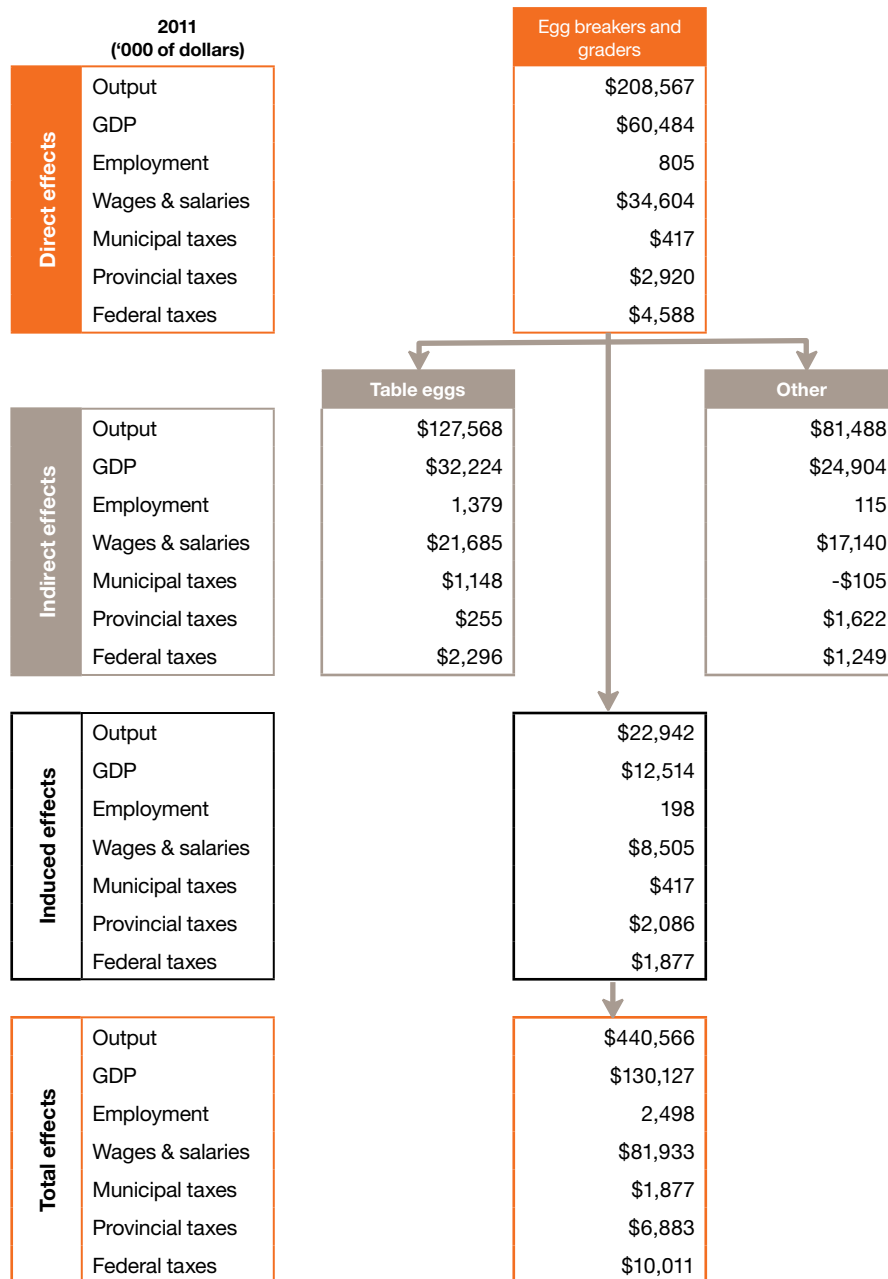 2011
('000 of dollars)
Egg breakers and
graders
Direct effects
Output $208,567
GDP $60,484
Employment 805
Wages & salaries $34,604
Municipal taxes $417
Provincial taxes $2,920
Federal taxes $4,588
Table eggs Other
Indirect effects
Output $127,568 $81,488
GDP $32,224 $24,904
Employment 1,379 115
Wages & salaries $21,685 $17,140
Municipal taxes $1,148 -$105
Provincial taxes $255 $1,622
Federal taxes $2,296 $1,249
Induced effects
Output $22,942
GDP $12,514
Employment 198
Wages & salaries $8,505
Municipal taxes $417
Provincial taxes $2,086
Federal taxes $1,877
Total effects
Output $440,566
GDP $130,127
Employment 2,498
Wages & salaries $81,933
Municipal taxes $1,877
Provincial taxes $6,883
Federal taxes $10,011